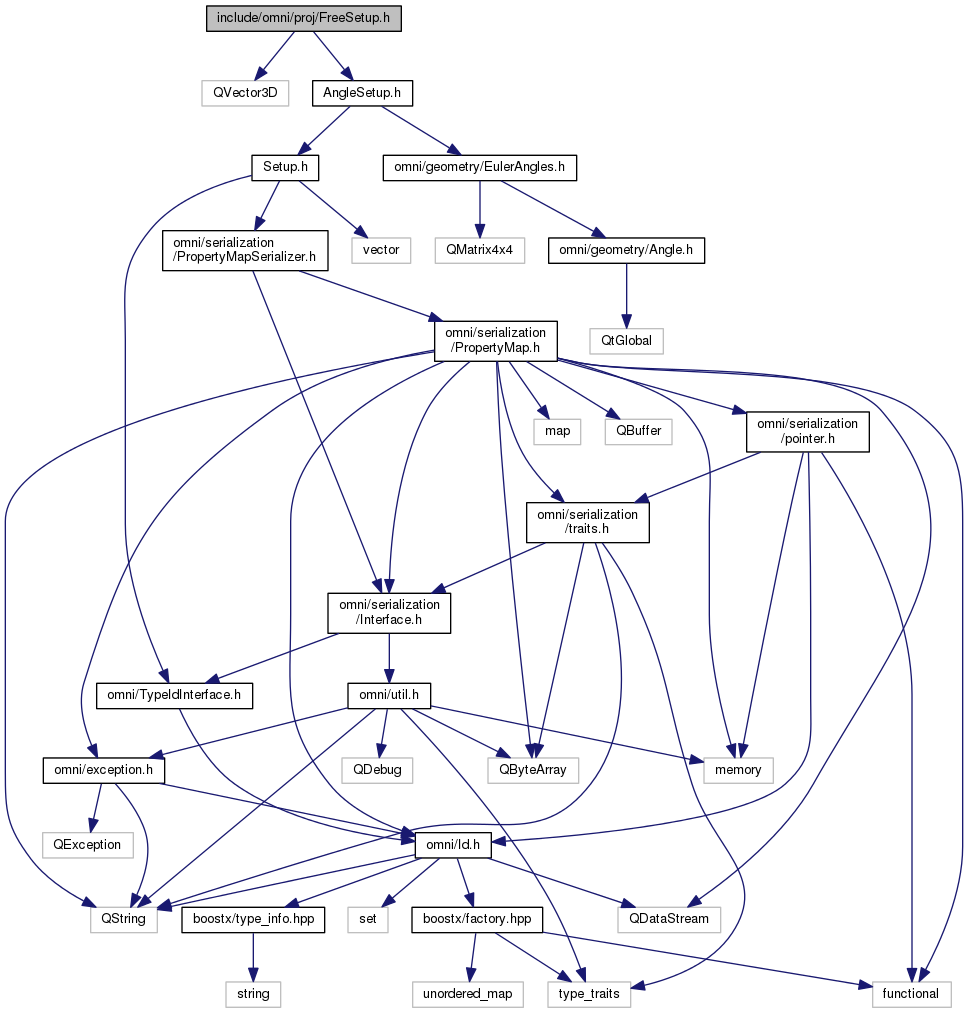 include/omni/proj/FreeSetup.h
QVector3D
AngleSetup.h
Setup.h
omni/geometry/EulerAngles.h
omni/serialization
/PropertyMapSerializer.h
vector
QMatrix4x4
omni/geometry/Angle.h
omni/serialization
/PropertyMap.h
QtGlobal
map
QBuffer
omni/serialization
/pointer.h
omni/serialization
/traits.h
omni/serialization
/Interface.h
omni/TypeIdInterface.h
omni/util.h
omni/exception.h
QDebug
QByteArray
memory
QException
omni/Id.h
QString
boostx/type_info.hpp
set
boostx/factory.hpp
QDataStream
string
unordered_map
type_traits
functional